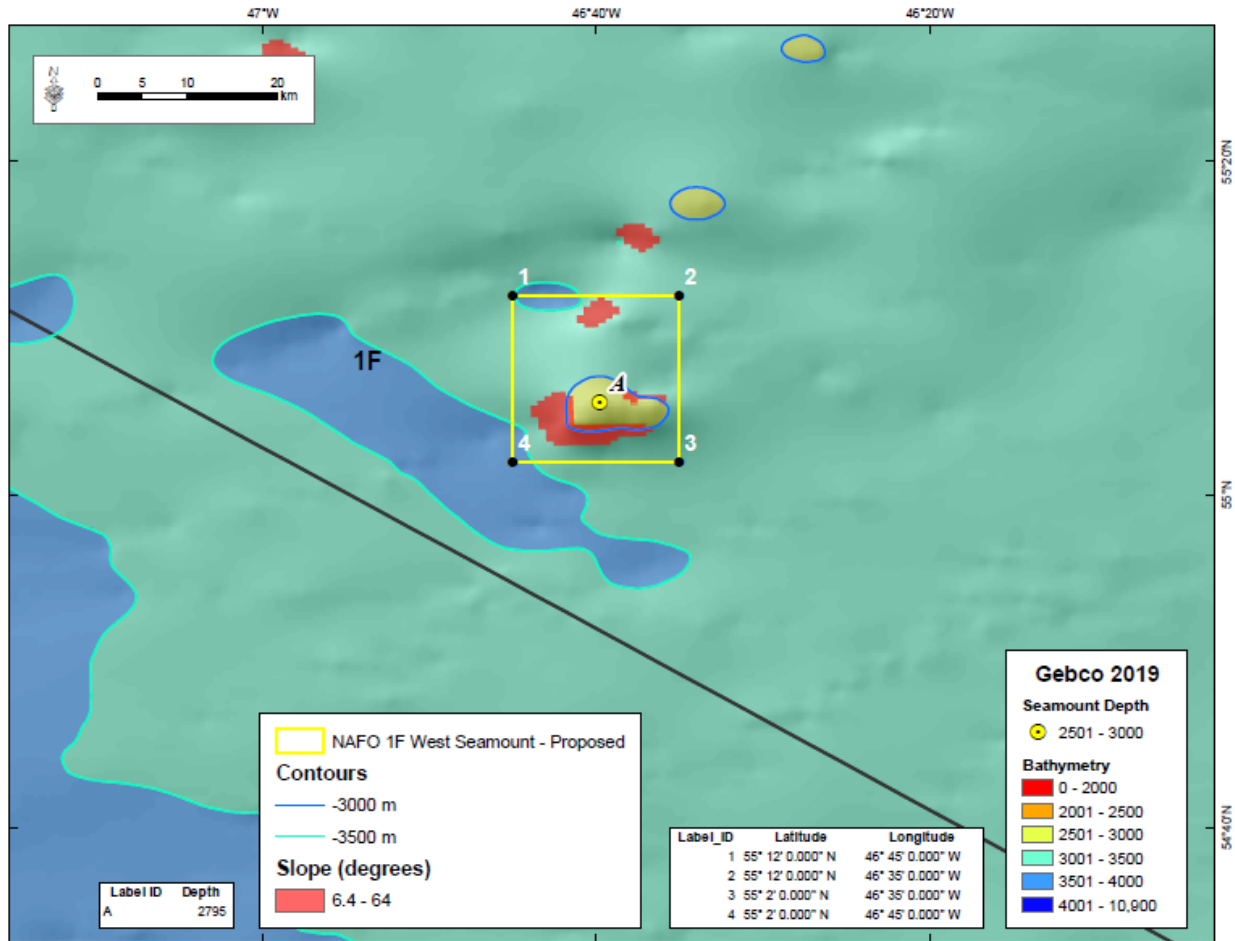 47°W 46°40'W 46°20'W
N
0 5 10 20
km
55°20'N
1 2
1F
A
4 3
55°N
54°40'N
NAFO 1F West Seamount - Proposed
Contours
-3000 m
-3500 m
Slope (degrees)
6.4 - 64
Label ID Depth
A 2795
Label_ID Latitude Longitude
1 55° 12' 0.000" N 46° 45' 0.000" W
2 55° 12' 0.000" N 46° 35' 0.000" W
3 55° 2' 0.000" N 46° 35' 0.000" W
4 55° 2' 0.000" N 46° 45' 0.000" W
Gebco 2019
Seamount Depth
2501 - 3000
Bathymetry
0 - 2000
2001 - 2500
2501 - 3000
3001 - 3500
3501 - 4000
4001 - 10,900